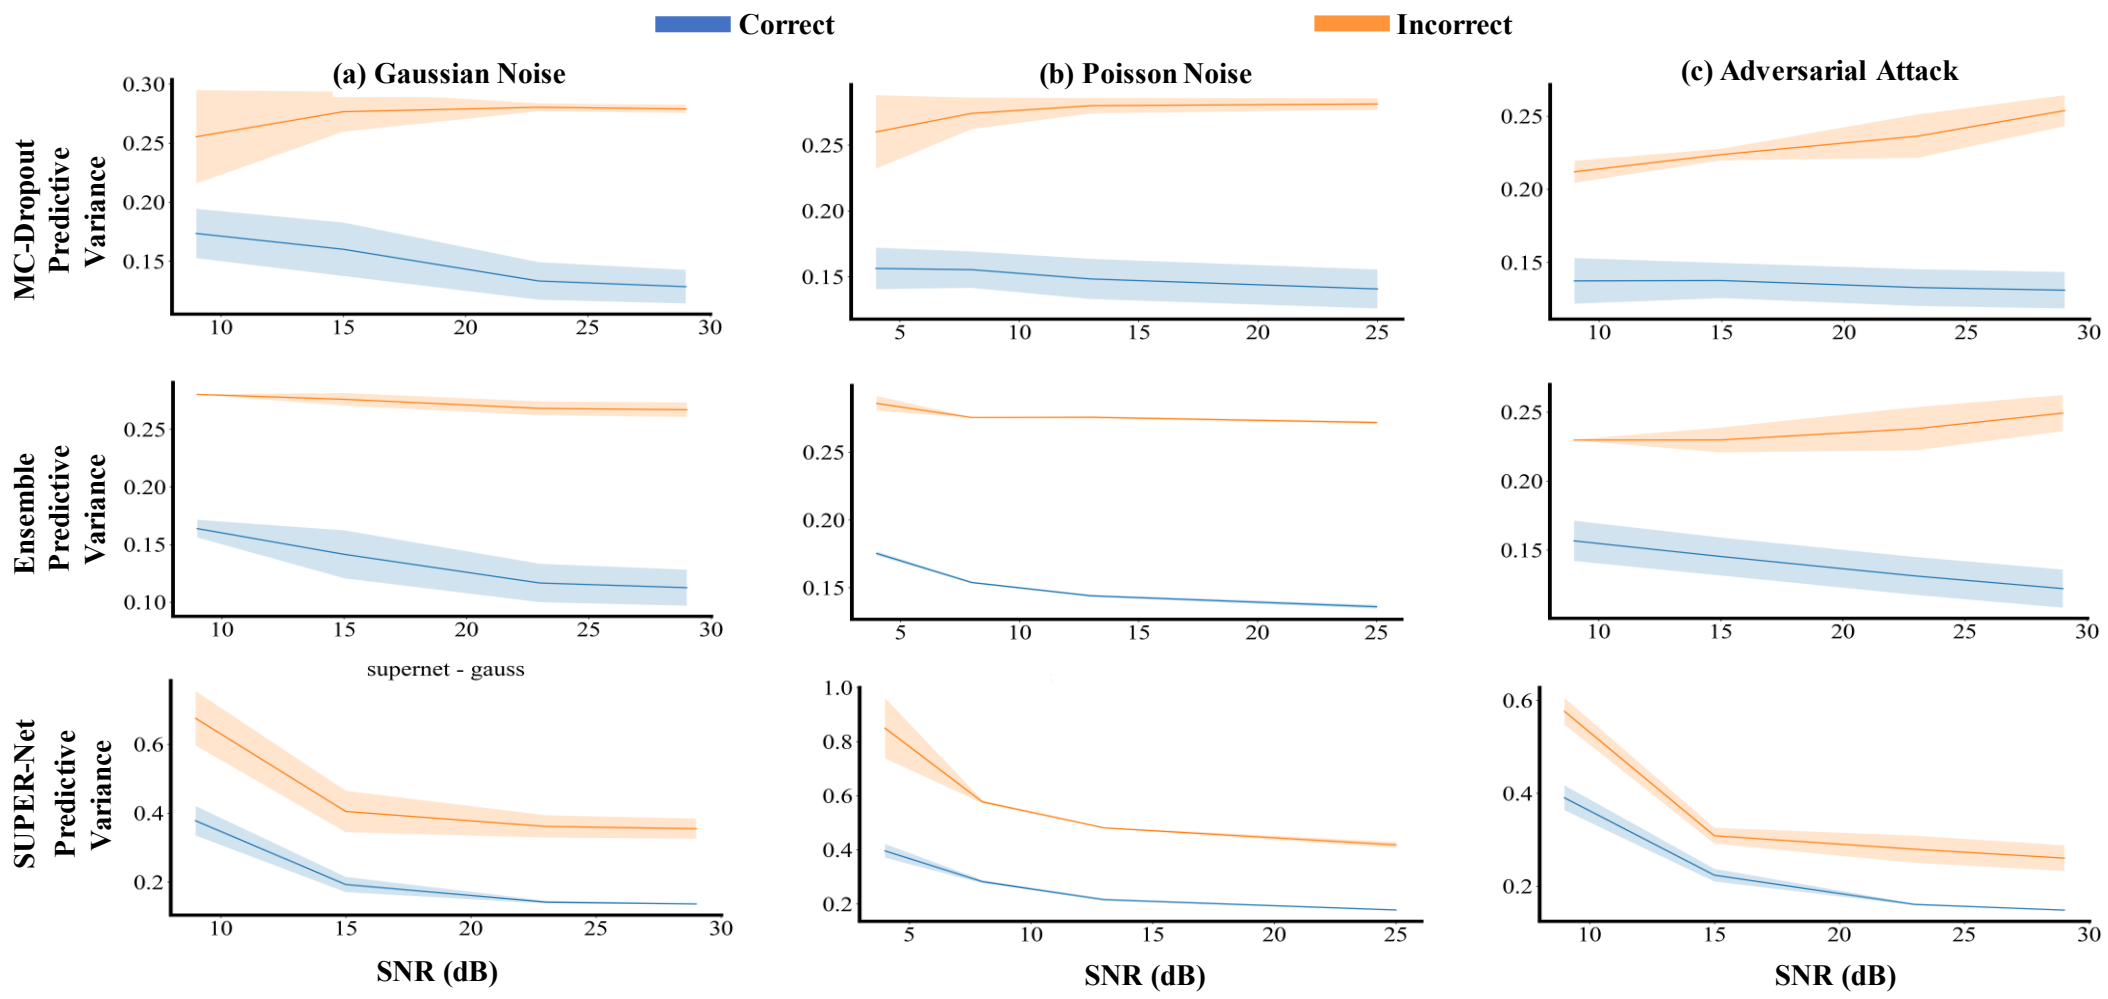 Correct
Incorrect
(a) Gaussian Noise
(b) Poisson Noise
(c) Adversarial Attack
MC-Dropout
Predictive
Variance
0.30
0.25
0.20
0.15
10 15 20 25 30
0.25
0.20
0.15
5 10 15 20 25
0.25
0.20
0.15
10 15 20 25 30
Ensemble
Predictive
Variance
0.25
0.20
0.15
0.10
10 15 20 25 30
0.25
0.20
0.15
5 10 15 20 25
0.25
0.20
0.15
10 15 20 25 30
SUPER-Net
Predictive
Variance
supernet - gauss
0.6
0.4
0.2
10 15 20 25 30
1.0
0.8
0.6
0.4
0.2
5 10 15 20 25
0.6
0.4
0.2
10 15 20 25 30
SNR (dB)
SNR (dB)
SNR (dB)